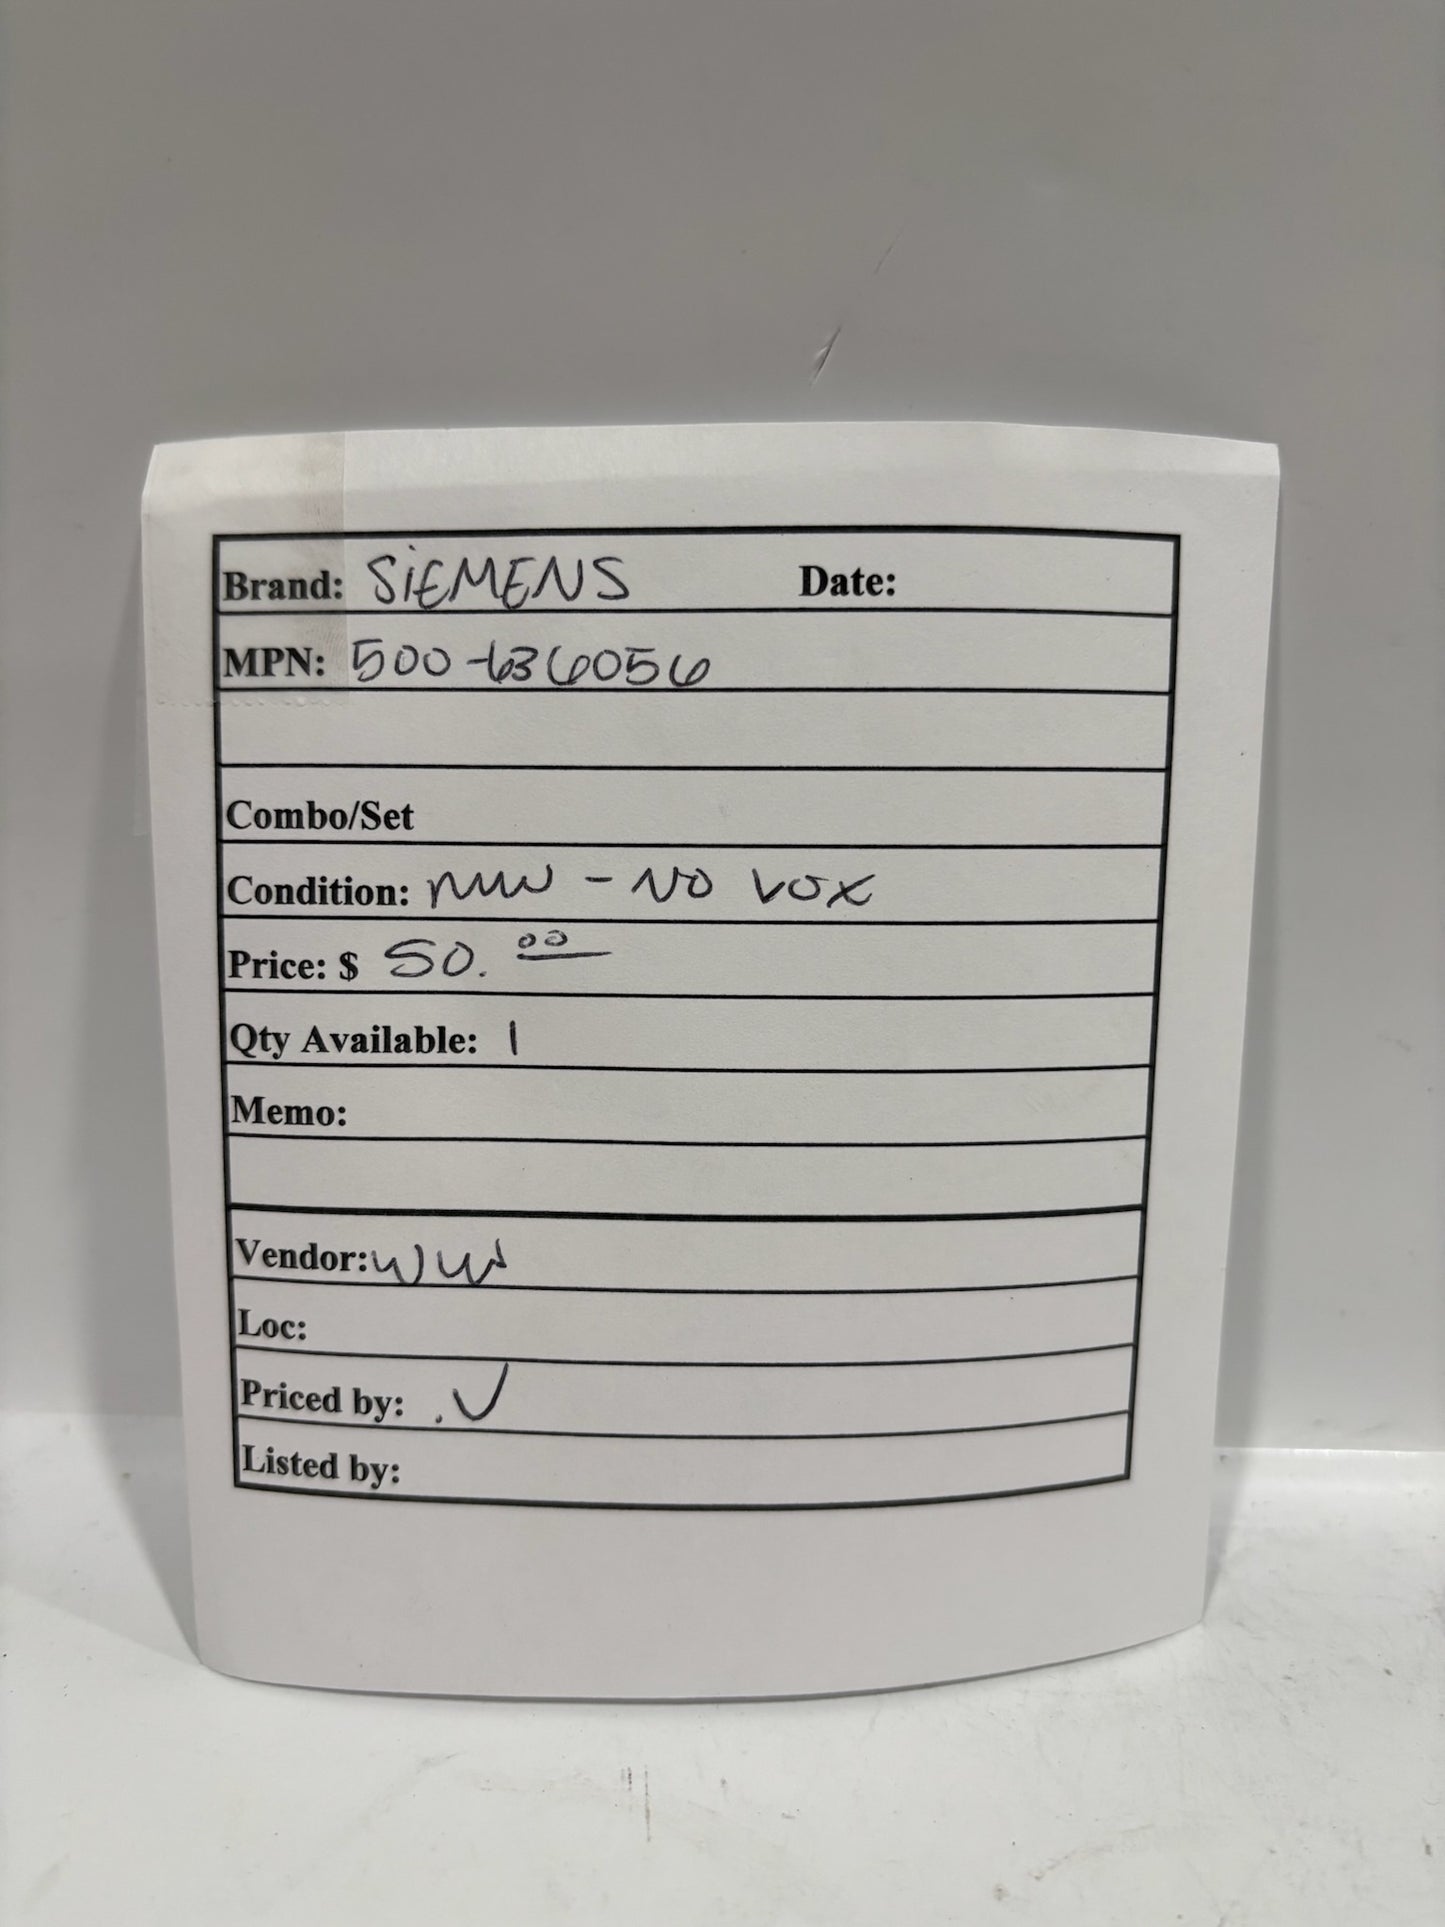 Brand: SiEMENS Date:
MPN: 500-636056
Combo/Set
Condition: NEW - NO BOX
Price: $ 50.00
Qty Available: 1
Memo:
Vendor: WW
Loc:
Priced by: V
Listed by: